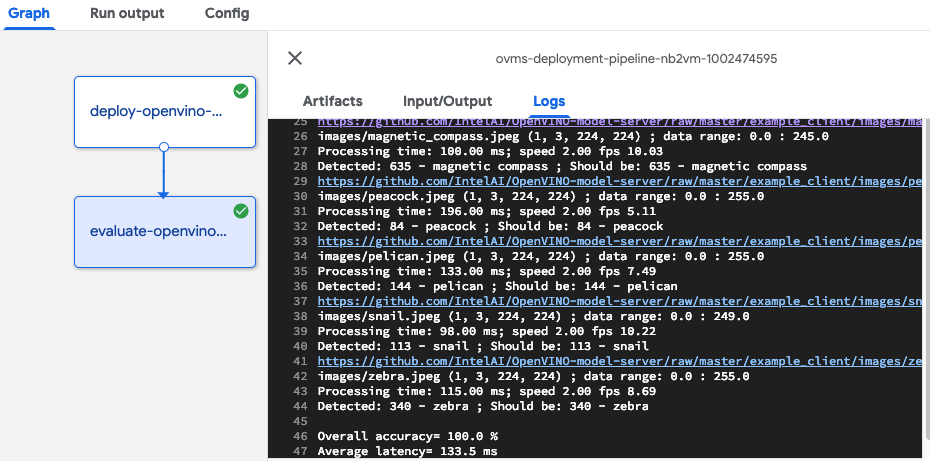 Graph Run output Config
ovms-deployment-pipeline-nb2vm-1002474595
deploy-openvino-...
evaluate-openvino...
Artifacts Input/Output Logs
25 https://github.com/IntelAI/OpenVINO-model-server/raw/master/example_client/images/ma
26 images/magnetic_compass.jpeg (1, 3, 224, 224) ; data range: 0.0 : 245.0
27 Processing time: 100.00 ms; speed 2.00 fps 10.03
28 Detected: 635 - magnetic compass ; Should be: 635 - magnetic compass
29 https://github.com/IntelAI/OpenVINO-model-server/raw/master/example_client/images/pe
30 images/peacock.jpeg (1, 3, 224, 224) ; data range: 0.0 : 255.0
31 Processing time: 196.00 ms; speed 2.00 fps 5.11
32 Detected: 84 - peacock ; Should be: 84 - peacock
33 https://github.com/IntelAI/OpenVINO-model-server/raw/master/example_client/images/pe
34 images/pelican.jpeg (1, 3, 224, 224) ; data range: 0.0 : 255.0
35 Processing time: 133.00 ms; speed 2.00 fps 7.49
36 Detected: 144 - pelican ; Should be: 144 - pelican
37 https://github.com/IntelAI/OpenVINO-model-server/raw/master/example_client/images/sn
38 images/snail.jpeg (1, 3, 224, 224) ; data range: 0.0 : 249.0
39 Processing time: 98.00 ms; speed 2.00 fps 10.22
40 Detected: 113 - snail ; Should be: 113 - snail
41 https://github.com/IntelAI/OpenVINO-model-server/raw/master/example_client/images/ze
42 images/zebra.jpeg (1, 3, 224, 224) ; data range: 0.0 : 255.0
43 Processing time: 115.00 ms; speed 2.00 fps 8.69
44 Detected: 340 - zebra ; Should be: 340 - zebra
45
46 Overall accuracy= 100.0 %
47 Average latency= 133.5 ms